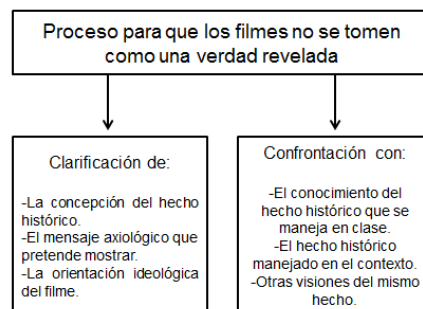 Proceso para que los filmes no se tomen
como una verdad revelada
Clarificación de:
-La concepción del hecho
histórico.
-El mensaje axiológico que
pretende mostrar.
-La orientación ideológica
del filme.
Confrontación con:
-El conocimiento del
hecho histórico que se
maneja en clase.
-El hecho histórico
manejado en el contexto.
-Otras visiones del mismo
hecho.